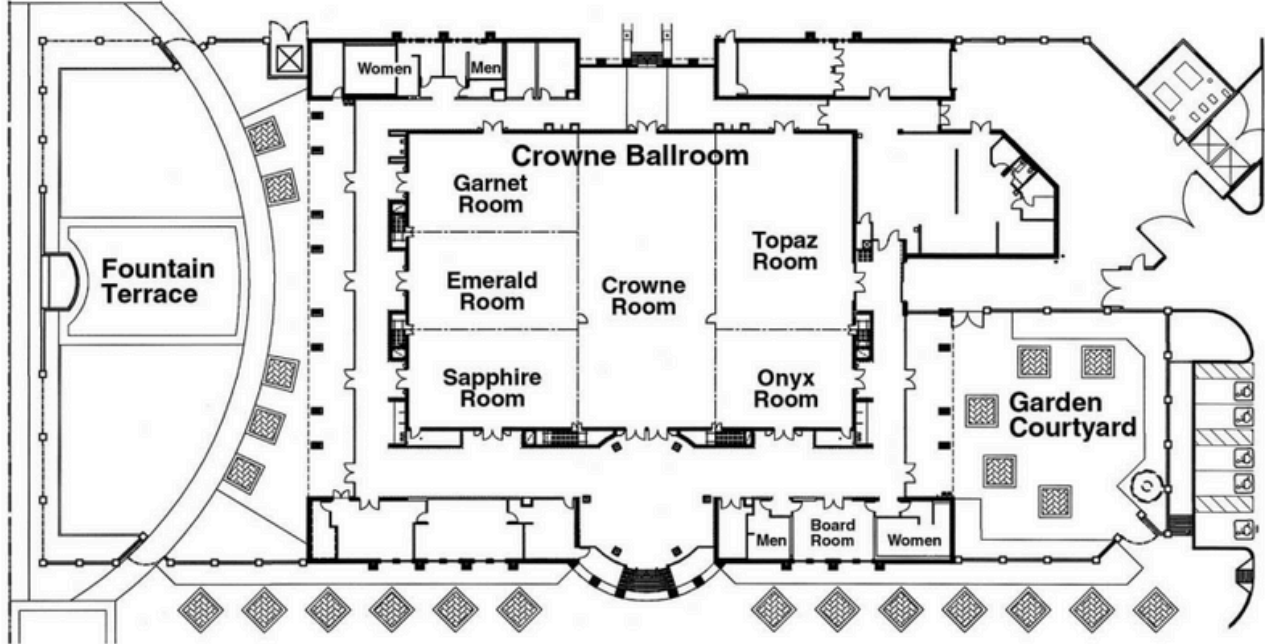 Women
Men
Crowne Ballroom
Garnet
Room
Topaz
Room
Fountain
Terrace
Emerald
Room
Crowne
Room
Sapphire
Room
Onyx
Room
Garden
Courtyard
Men
Board
Room
Women